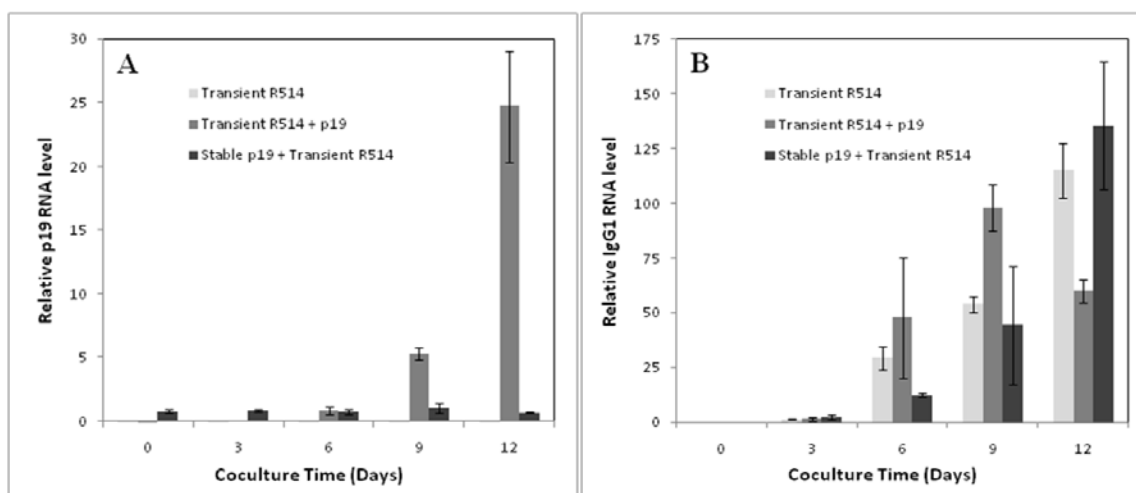 A
Transient R514
Transient R514 + p19
Stable p19 + Transient R514
30
25
20
15
10
5
0
Relative p19 RNA level
0 3 6 9 12
Coculture Time (Days)
B
Transient R514
Transient R514 + p19
Stable p19 + Transient R514
175
150
125
100
75
50
25
0
Relative IgG1 RNA level
0 3 6 9 12
Coculture Time (Days)